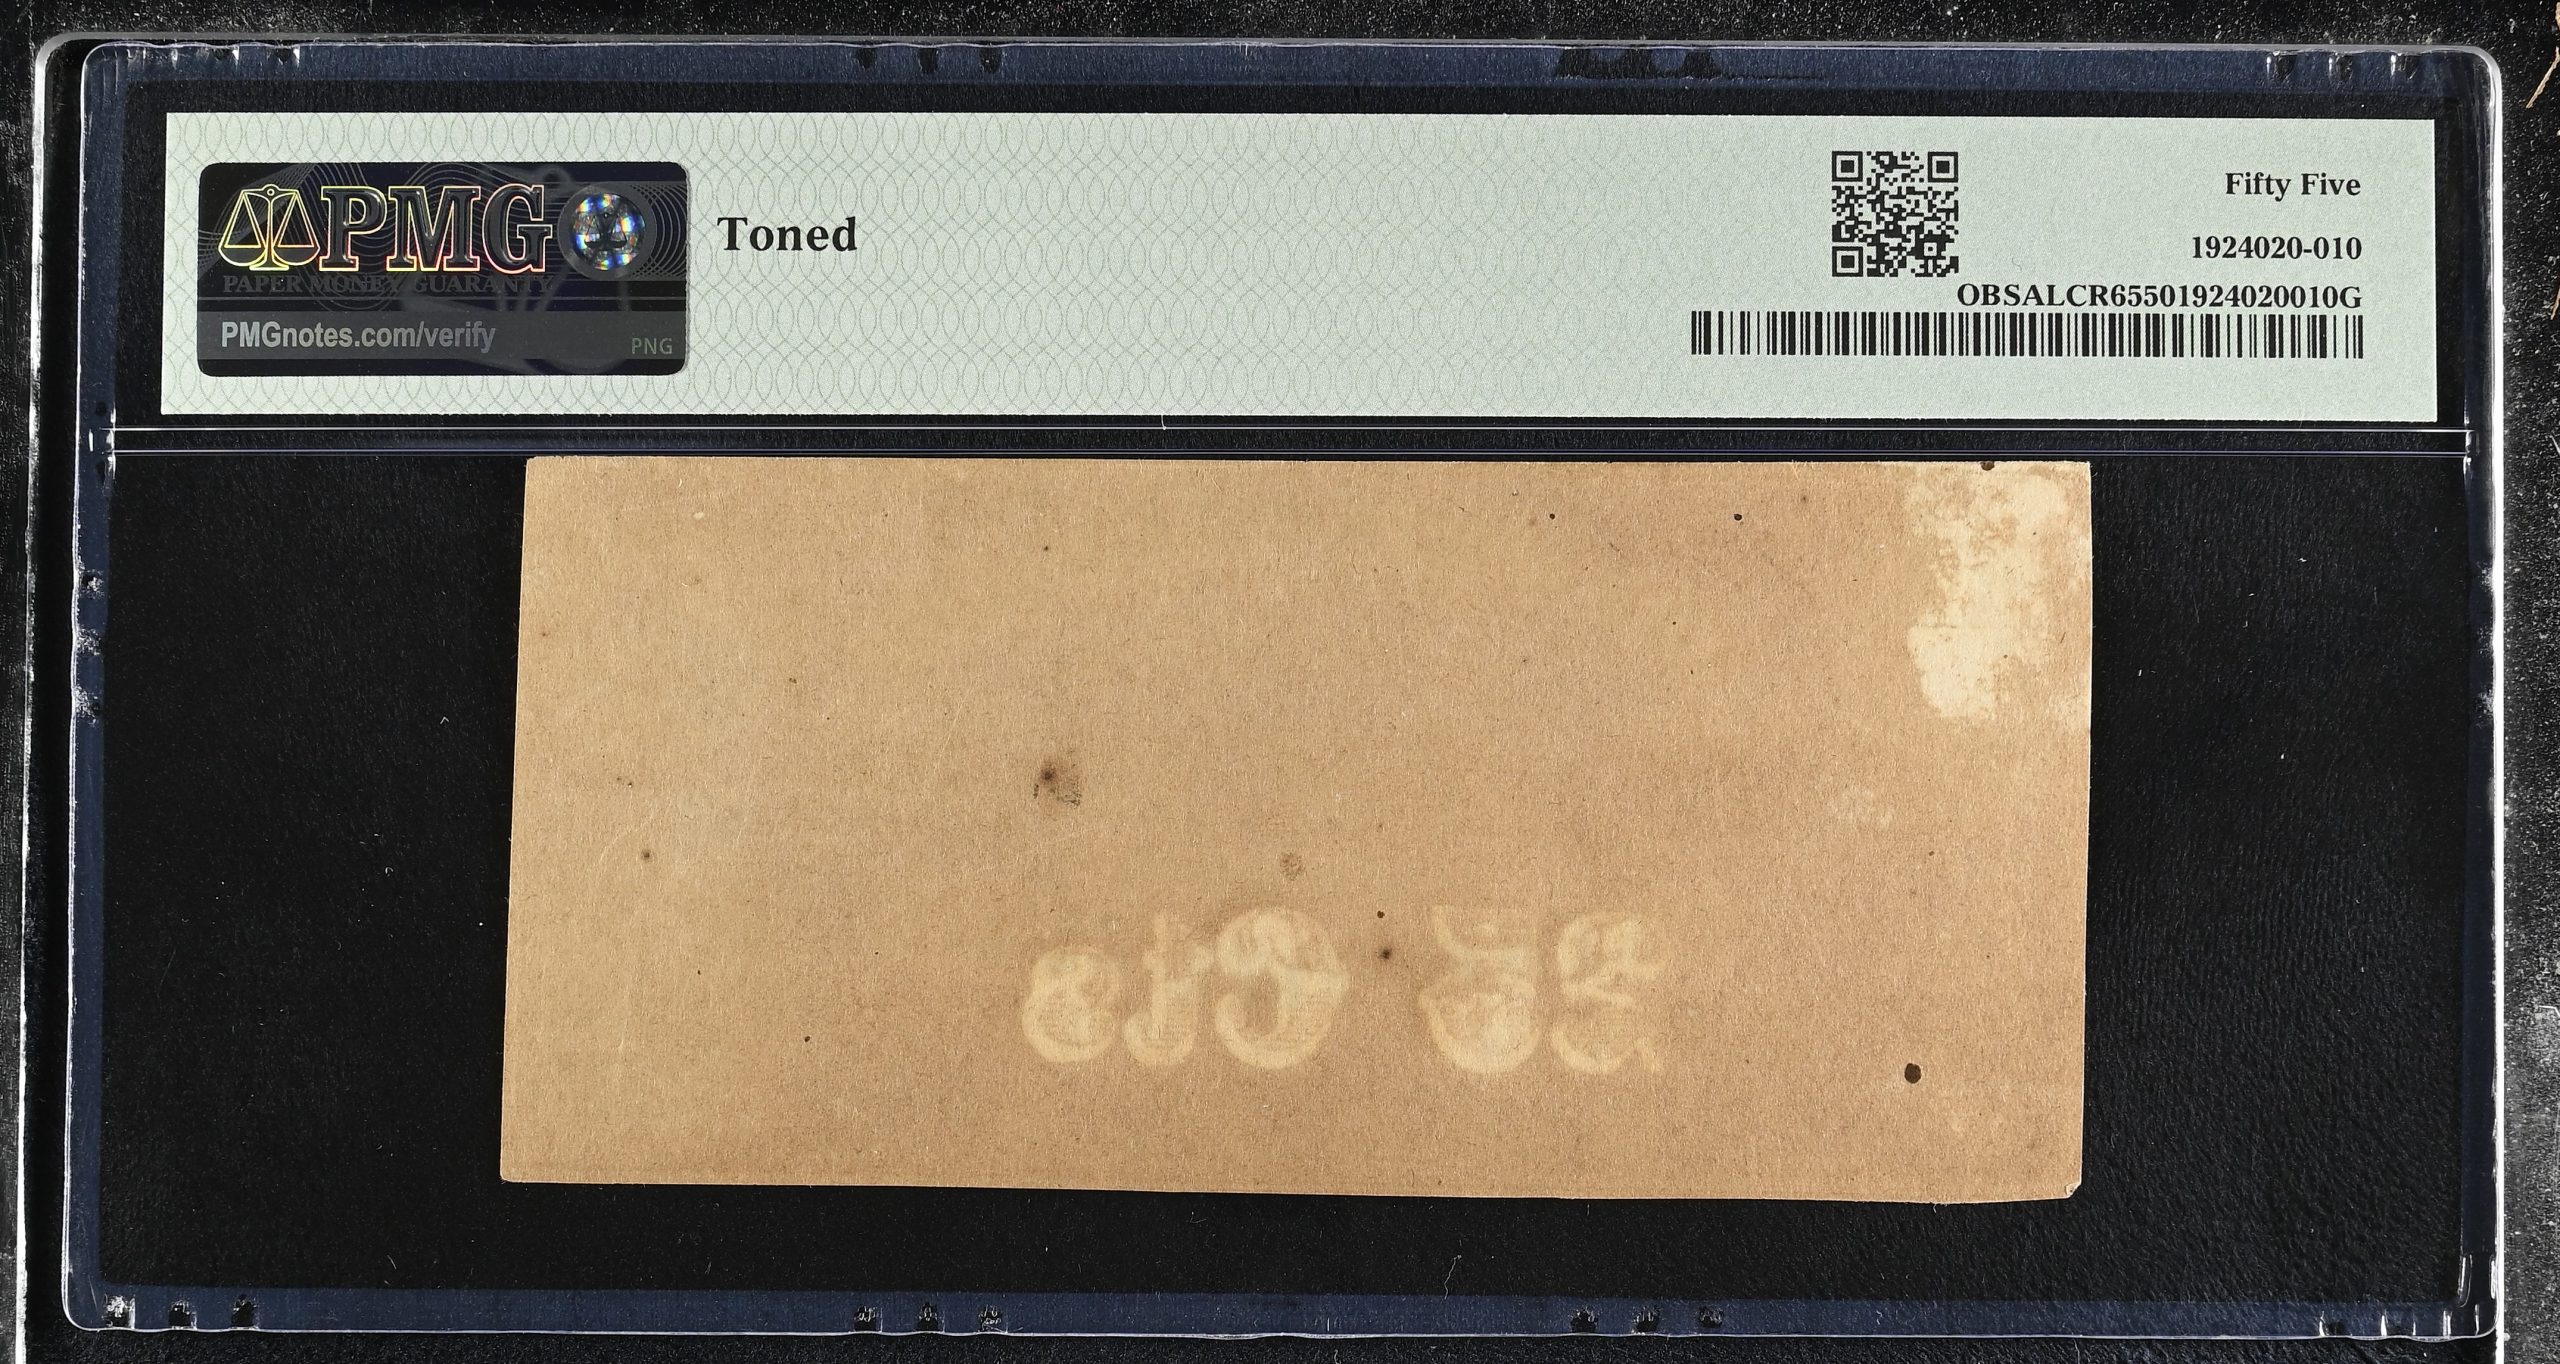 PMG
PAPER MONEY GUARANTY
PMGnotes.com/verify
PNG
Toned
Fifty Five
1924020-010
OBSALCR65501924020010G